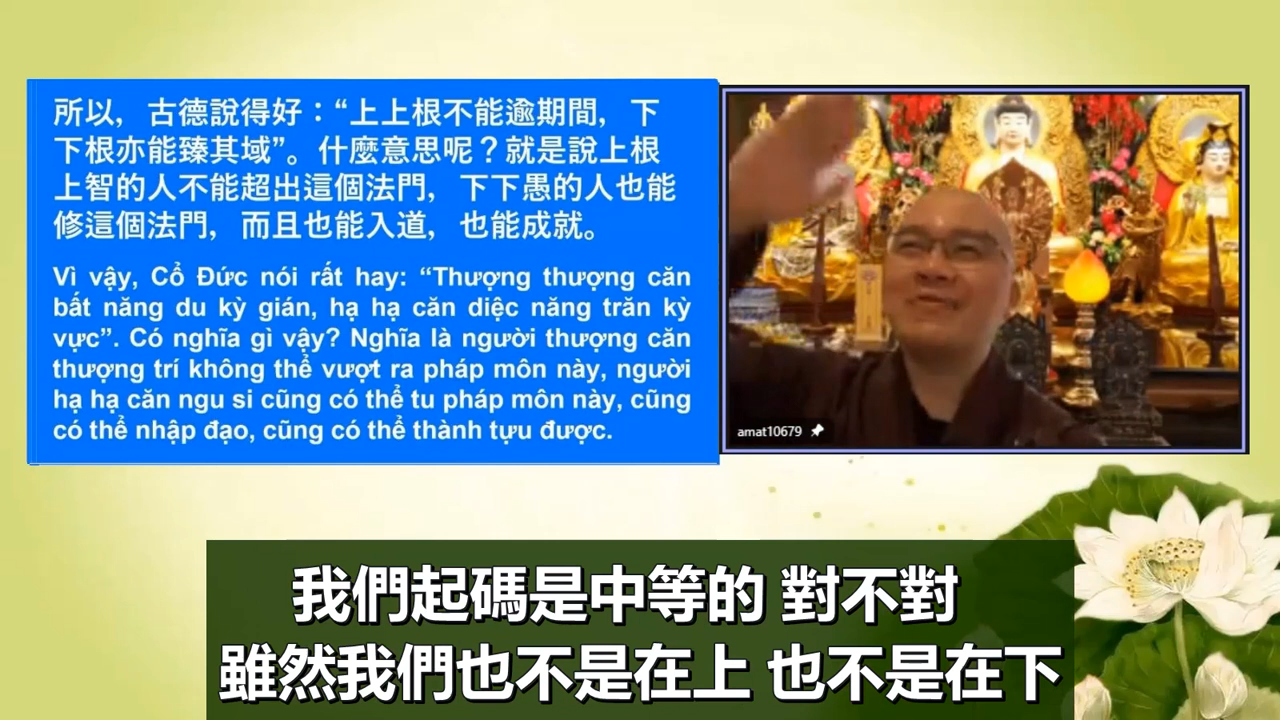 所以，古德說得好：“上上根不能逾期間，下
下根亦能臻其域”。什麼意思呢？就是說上根
上智的人不能超出這個法門，下下愚的人也能
修這個法門，而且也能入道，也能成就。
Vì vậy, Cổ Đức nói rất hay: “Thượng thượng căn
bất năng du kỳ gián, hạ hạ căn diệc năng trăn kỳ
vực”. Có nghĩa gì vậy? Nghĩa là người thượng căn
thượng trí không thể vượt ra pháp môn này, người
hạ hạ căn ngu si cũng có thể tu pháp môn này, cũng
có thể nhập đạo, cũng có thể thành tựu được.
amat10679
我們起碼是中等的 對不對
雖然我們也不是在上 也不是在下